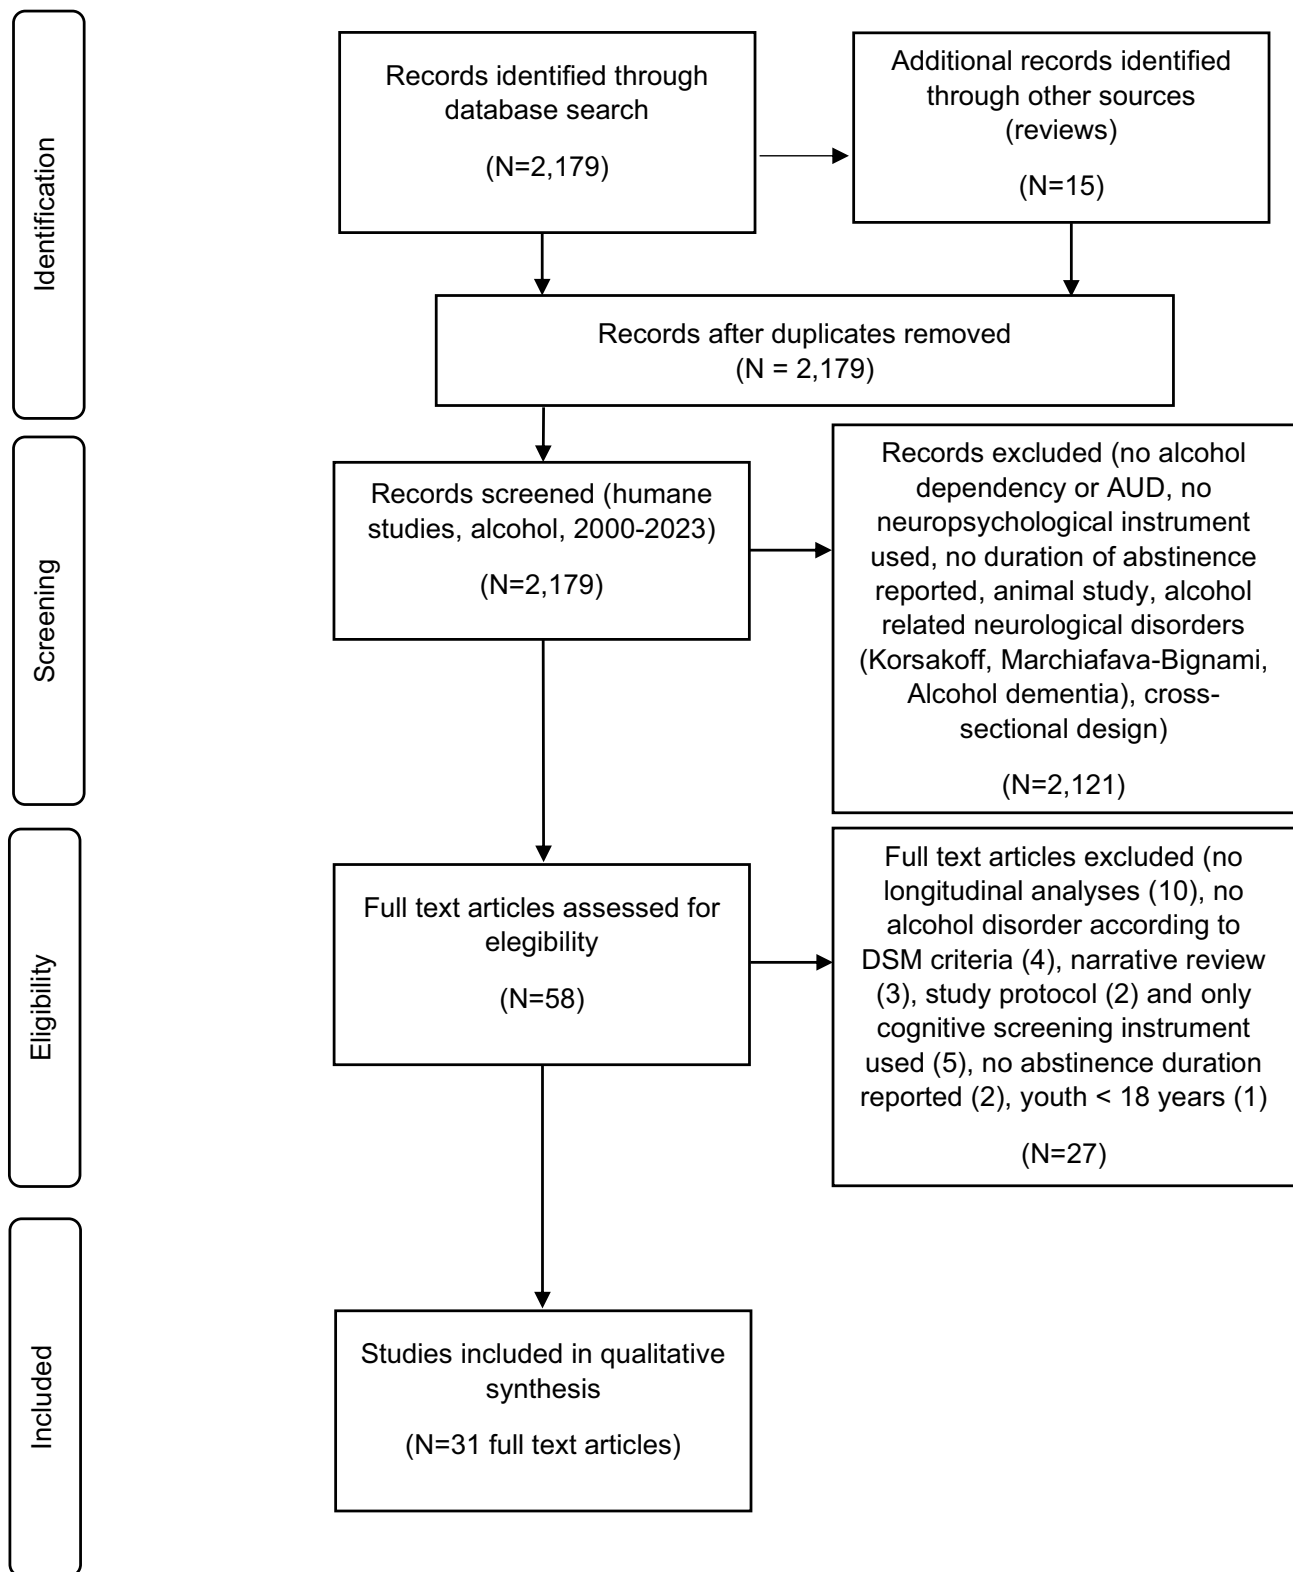 Identification
Records identified through
database search
(N=2,179)
Additional records identified
through other sources
(reviews)
(N=15)
Records after duplicates removed
(N = 2,179)
Screening
Records screened (humane
studies, alcohol, 2000-2023)
(N=2,179)
Records excluded (no alcohol
dependency or AUD, no
neuropsychological instrument
used, no duration of abstinence
reported, animal study, alcohol
related neurological disorders
(Korsakoff, Marchiafava-Bignami,
Alcohol dementia), cross-
sectional design)
(N=2,121)
Eligibility
Full text articles assessed for
elegibility
(N=58)
Full text articles excluded (no
longitudinal analyses (10), no
alcohol disorder according to
DSM criteria (4), narrative review
(3), study protocol (2) and only
cognitive screening instrument
used (5), no abstinence duration
reported (2), youth < 18 years (1)
(N=27)
Included
Studies included in qualitative
synthesis
(N=31 full text articles)